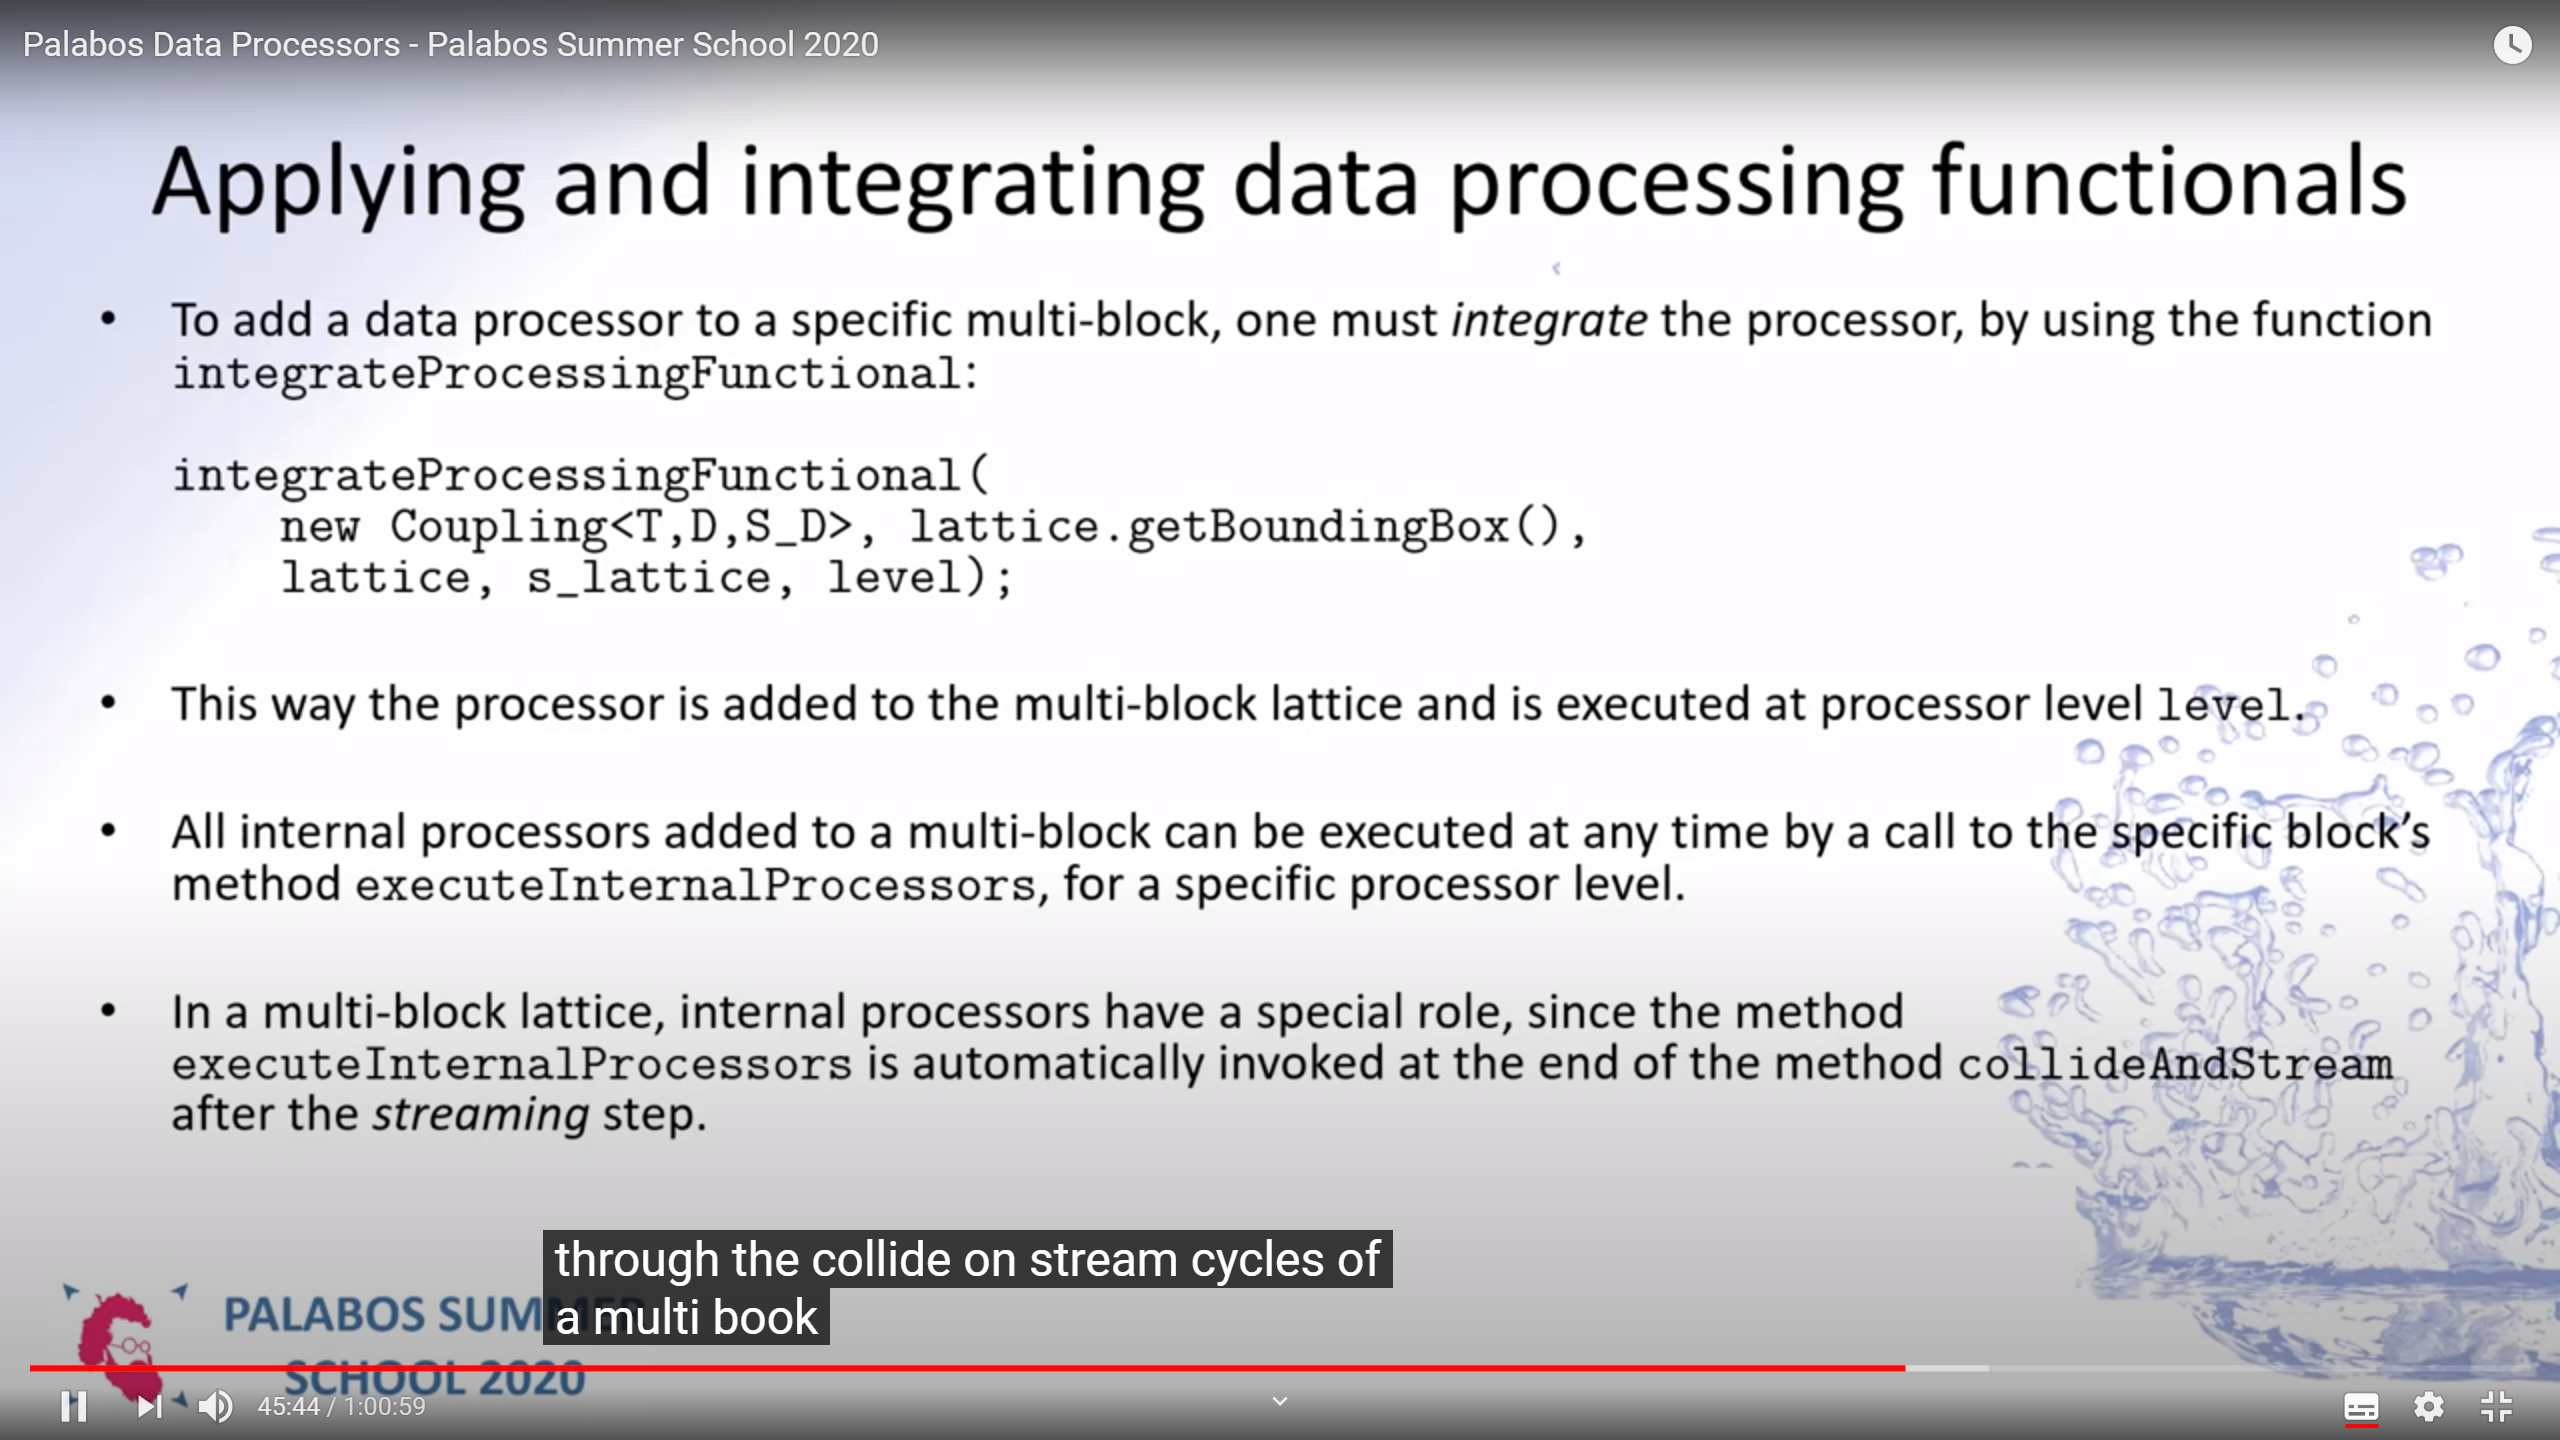 Palabos Data Processors - Palabos Summer School 2020
Applying and integrating data processing functionals
• To add a data processor to a specific multi-block, one must integrate the processor, by using the function
integrateProcessingFunctional:
integrateProcessingFunctional(
new Coupling<T,D,S_D>, lattice.getBoundingBox(),
lattice, s_lattice, level);
• This way the processor is added to the multi-block lattice and is executed at processor level level.
• All internal processors added to a multi-block can be executed at any time by a call to the specific block's
method executeInternalProcessors, for a specific processor level.
• In a multi-block lattice, internal processors have a special role, since the method
executeInternalProcessors is automatically invoked at the end of the method collideAndStream
after the streaming step.
through the collide on stream cycles of
a multi book
PALABOS SUMMER
SCHOOL 2020
45:44 / 1:00:59